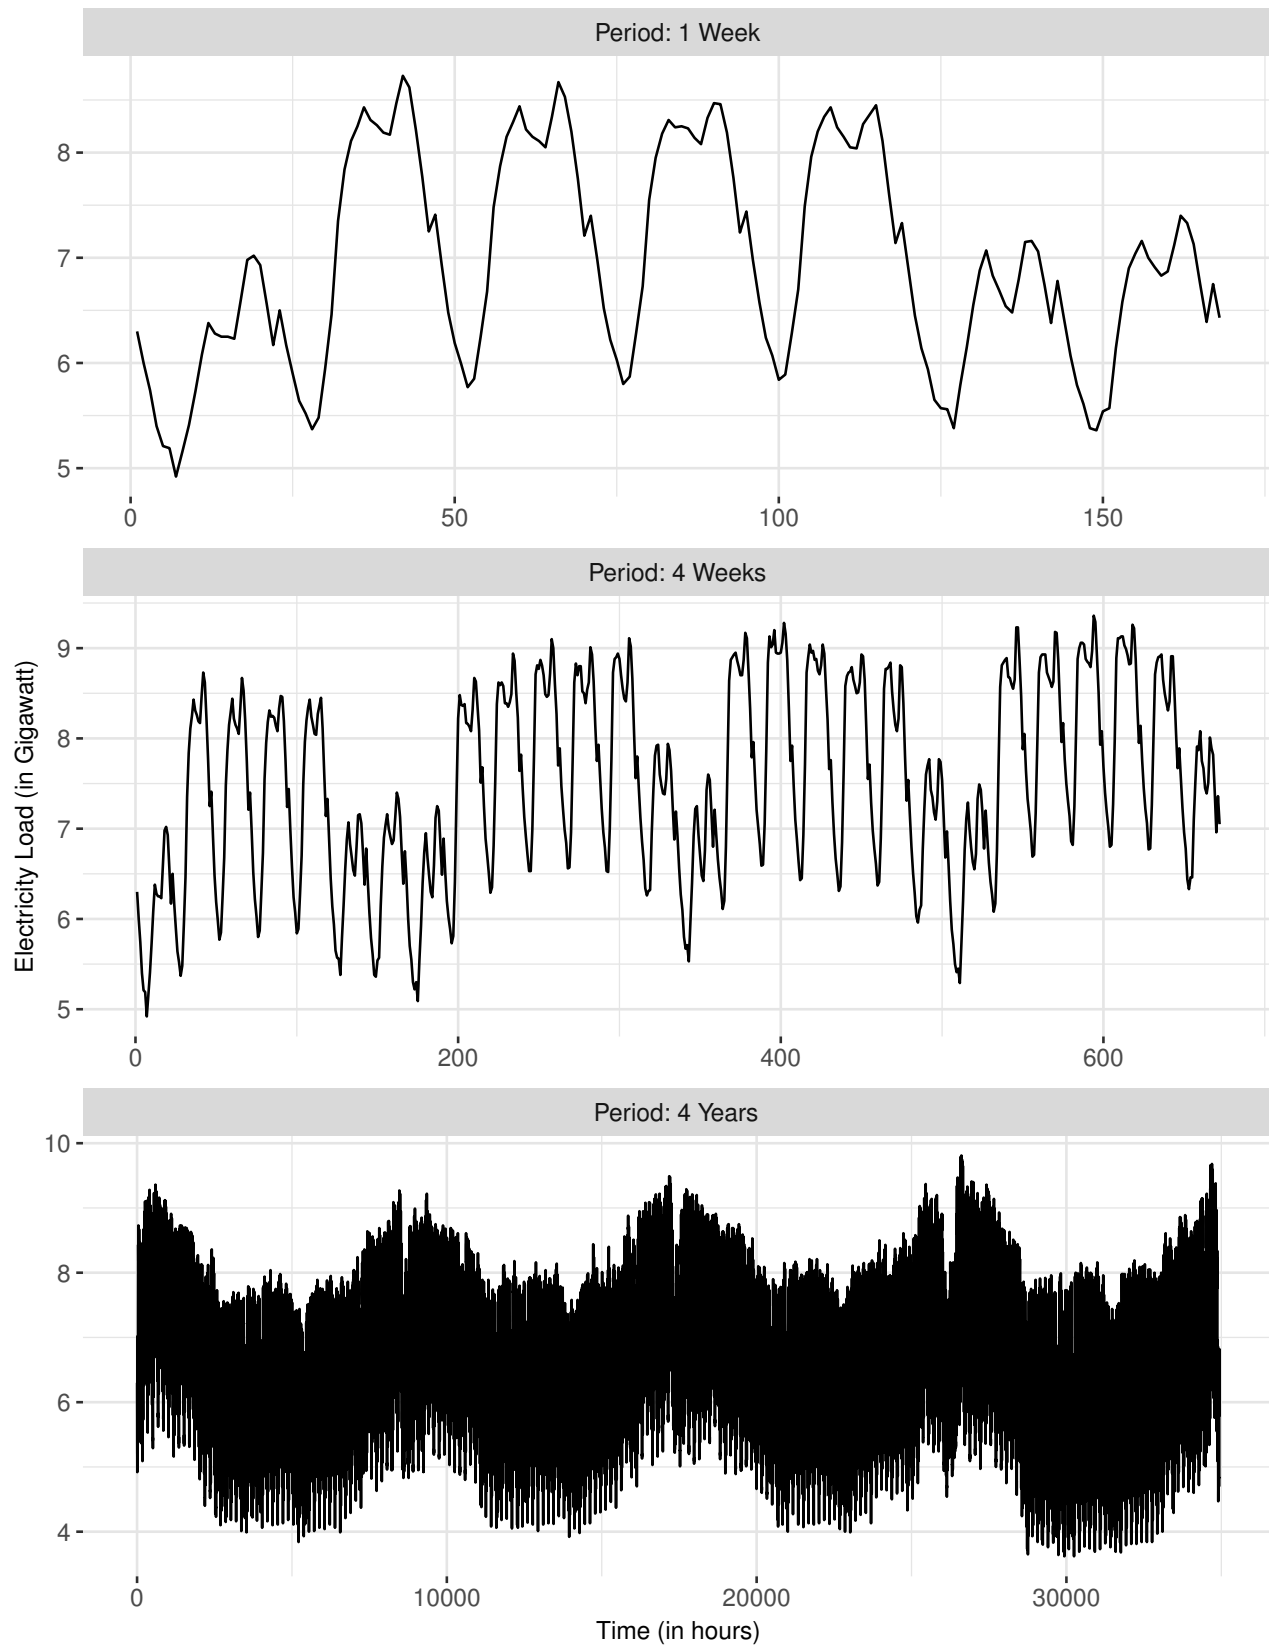 Period: 1 Week
8
7
6
5
0 50 100 150
Period: 4 Weeks
Electricity Load (in Gigawatt)
9
8
7
6
5
0 200 400 600
Period: 4 Years
10
8
6
4
0 10000 20000 30000
Time (in hours)